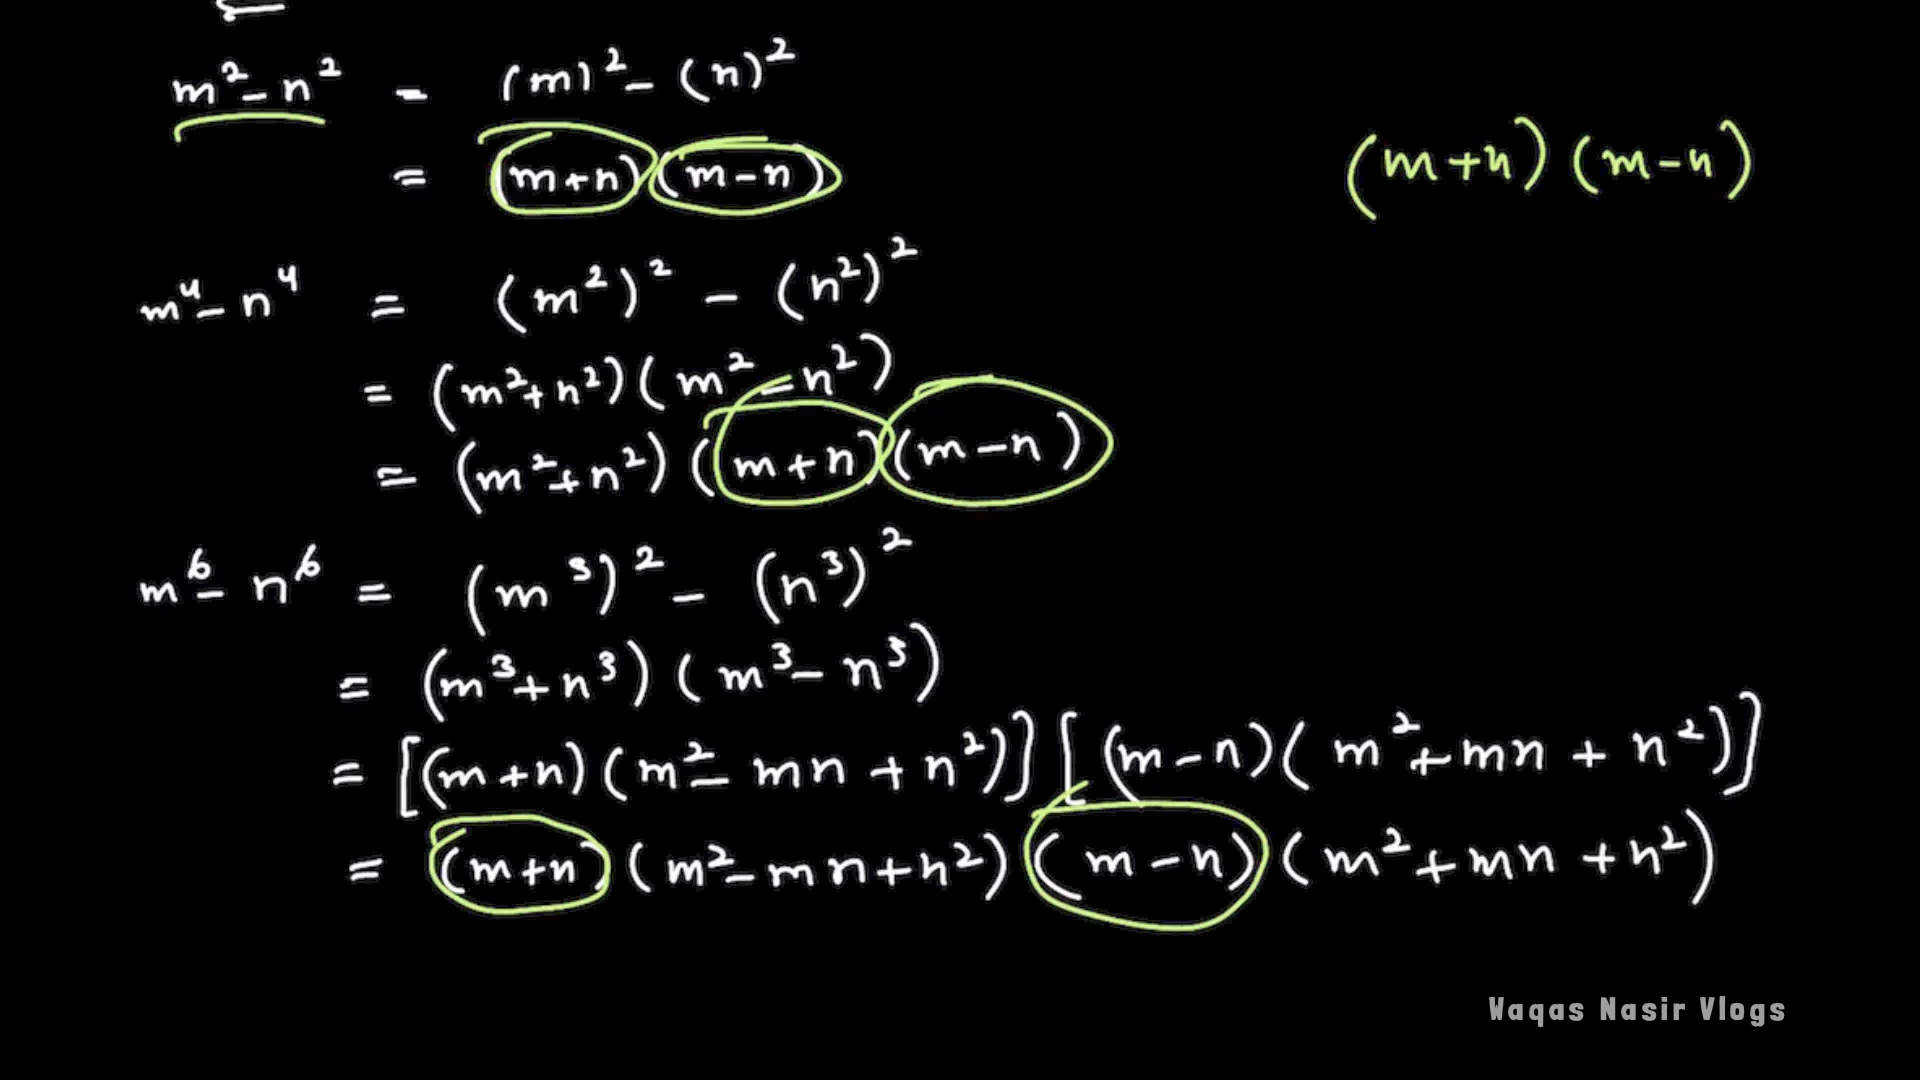 m² - n² = (m)² - (n)²
= (m+n)(m-n)
(m+n)(m-n)
m⁴ - n⁴ = (m²)² - (n²)²
= (m²+n²)(m²-n²)
= (m²+n²)(m+n)(m-n)
m⁶ - n⁶ = (m³)² - (n³)²
= (m³+n³)(m³-n³)
= [(m+n)(m²-mn+n²)][(m-n)(m²+mn+n²)]
= (m+n)(m²-mn+n²)(m-n)(m²+mn+n²)
Waqas Nasir Vlogs